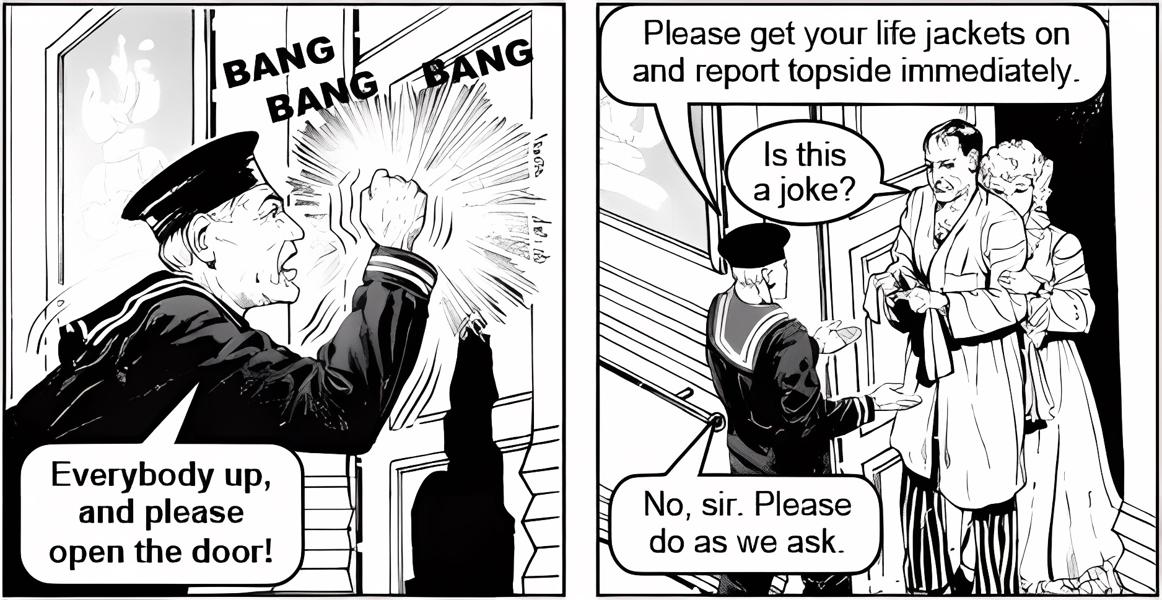 BANG
BANG
BANG
Everybody up,
and please
open the door!
Please get your life jackets on
and report topside immediately.
Is this
a joke?
No, sir. Please
do as we ask.